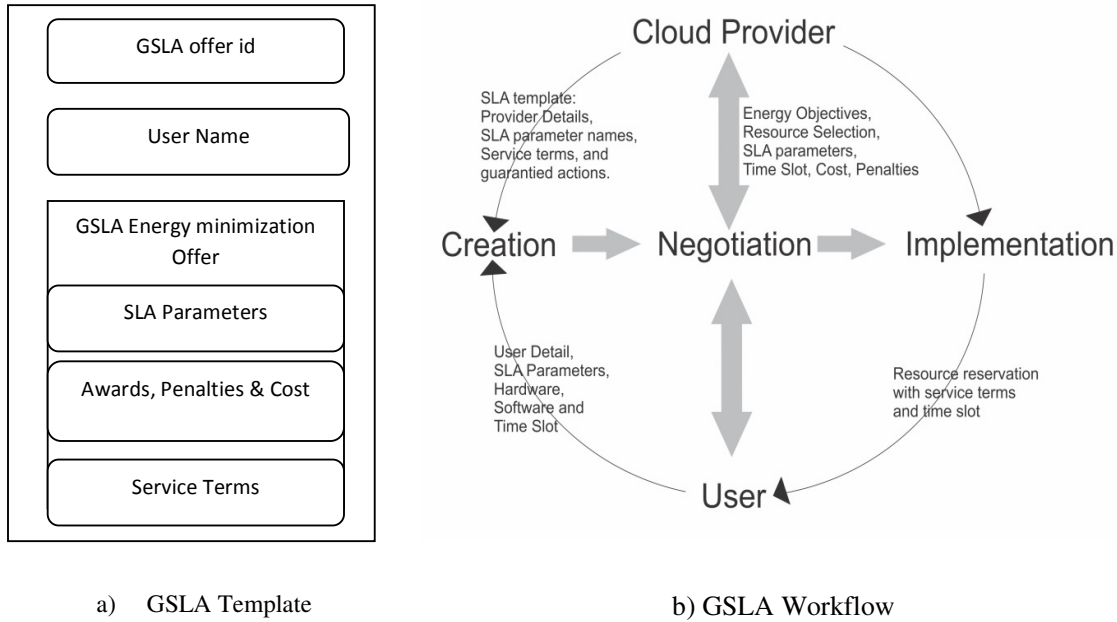 GSLA offer id
User Name
GSLA Energy minimization
Offer
SLA Parameters
Awards, Penalties & Cost
Service Terms
a) GSLA Template
Cloud Provider
SLA template:
Provider Details,
SLA parameter names,
Service terms, and
guarantied actions.
Energy Objectives,
Resource Selection,
SLA parameters,
Time Slot, Cost, Penalties
Creation
Negotiation
Implementation
User Detail,
SLA Parameters,
Hardware,
Software and
Time Slot
Resource reservation
with service terms
and time slot
User
b) GSLA Workflow